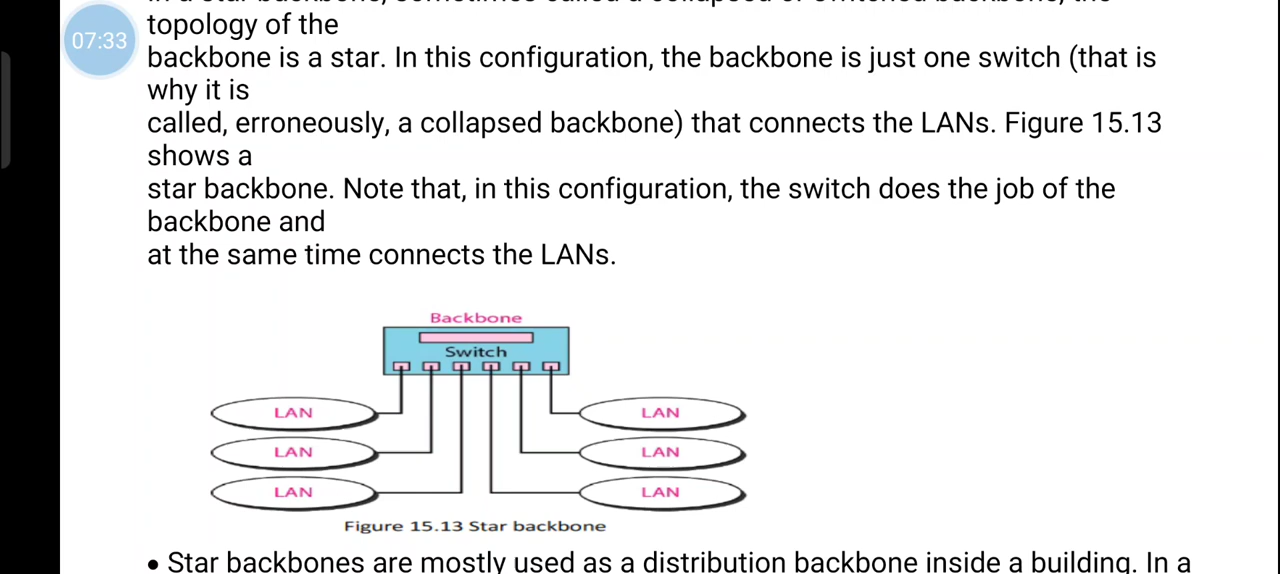 07:33
topology of the
backbone is a star. In this configuration, the backbone is just one switch (that is
why it is
called, erroneously, a collapsed backbone) that connects the LANs. Figure 15.13
shows a
star backbone. Note that, in this configuration, the switch does the job of the
backbone and
at the same time connects the LANs.
Backbone
Switch
LAN LAN
LAN LAN
LAN LAN
Figure 15.13 Star backbone
• Star backbones are mostly used as a distribution backbone inside a building. In a